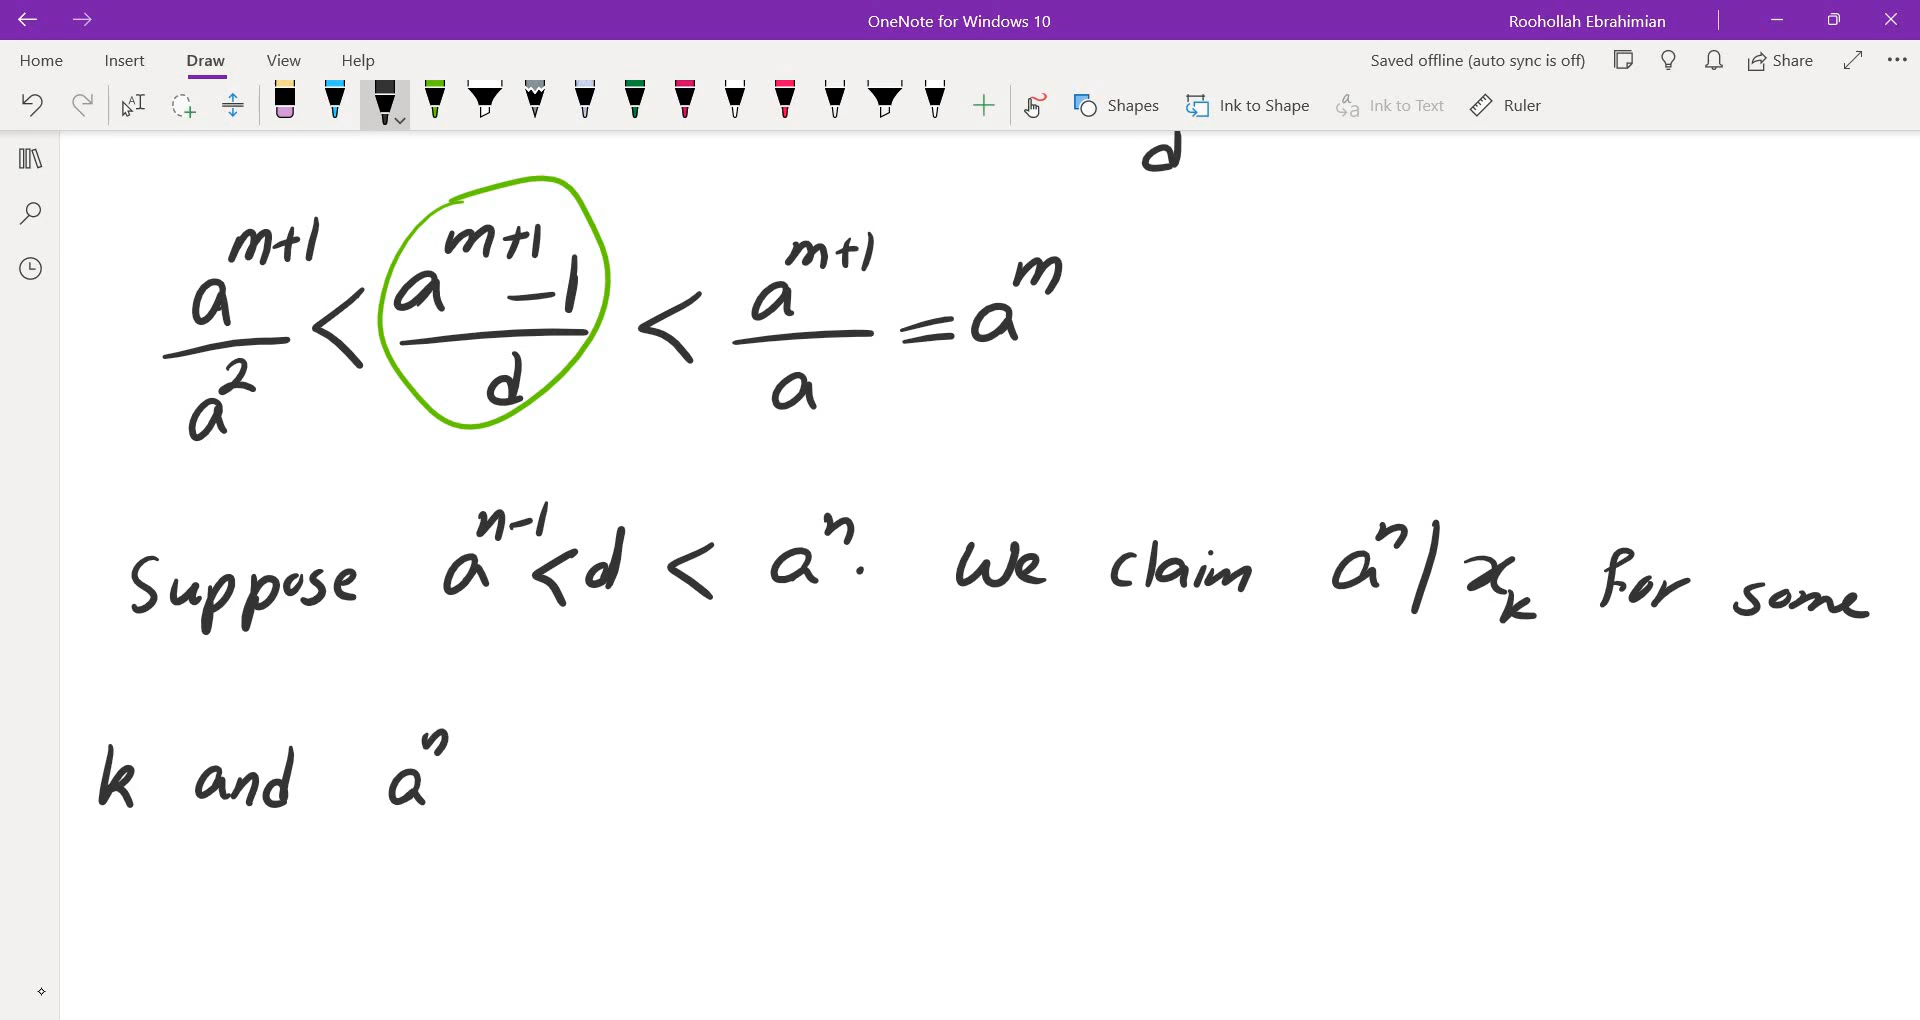 OneNote for Windows 10
Roohollah Ebrahimian
Home Insert Draw View Help
Saved offline (auto sync is off) Share
Shapes Ink to Shape Ink to Text Ruler
d
a^{m+1}/a^2 < (a^{m+1} - 1)/d < a^{m+1}/a = a^m
Suppose a^{n-1} < d < a^n. We claim a^n | x_k for some
k and a^n